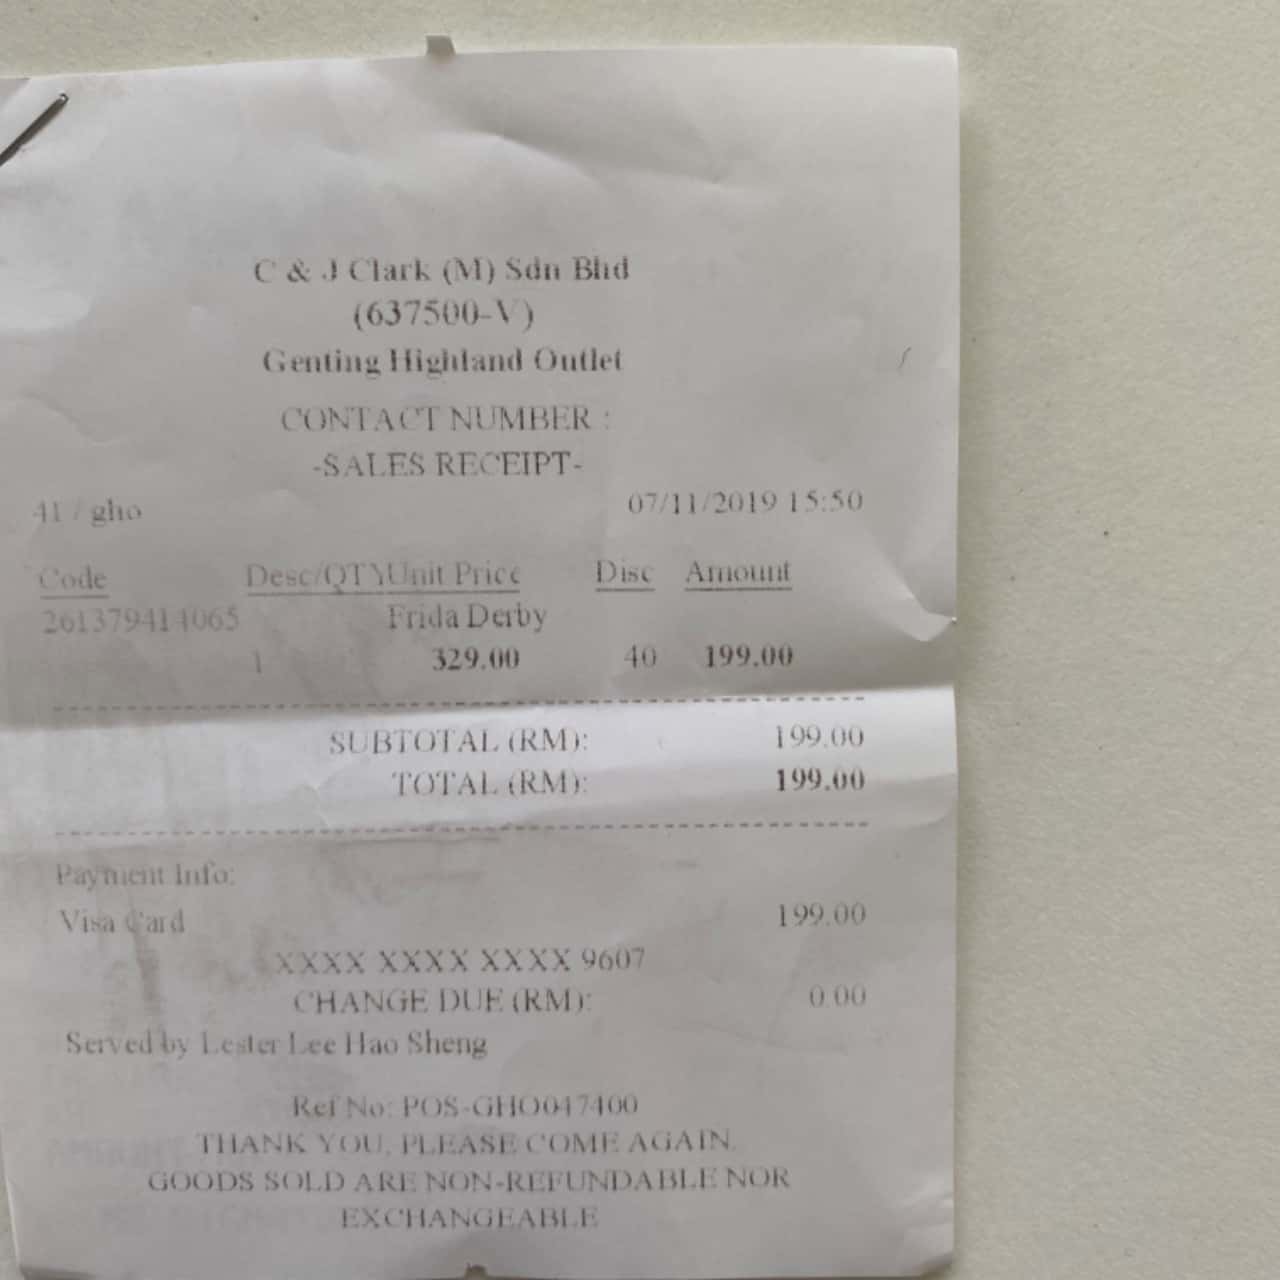 C & J Clark (M) Sdn Bhd
(637500-V)
Genting Highland Outlet
CONTACT NUMBER :
-SALES RECEIPT-
41 / gho 07/11/2019 15:50
Code Desc/QTY Unit Price Disc Amount
261379414065 Frida Derby
1 329.00 40 199.00
SUBTOTAL (RM): 199.00
TOTAL (RM): 199.00
Payment Info:
Visa Card 199.00
XXXX XXXX XXXX 9607
CHANGE DUE (RM): 0.00
Served by Lester Lee Hao Sheng
Ref No: POS-GHO047400
THANK YOU, PLEASE COME AGAIN.
GOODS SOLD ARE NON-REFUNDABLE NOR
EXCHANGEABLE